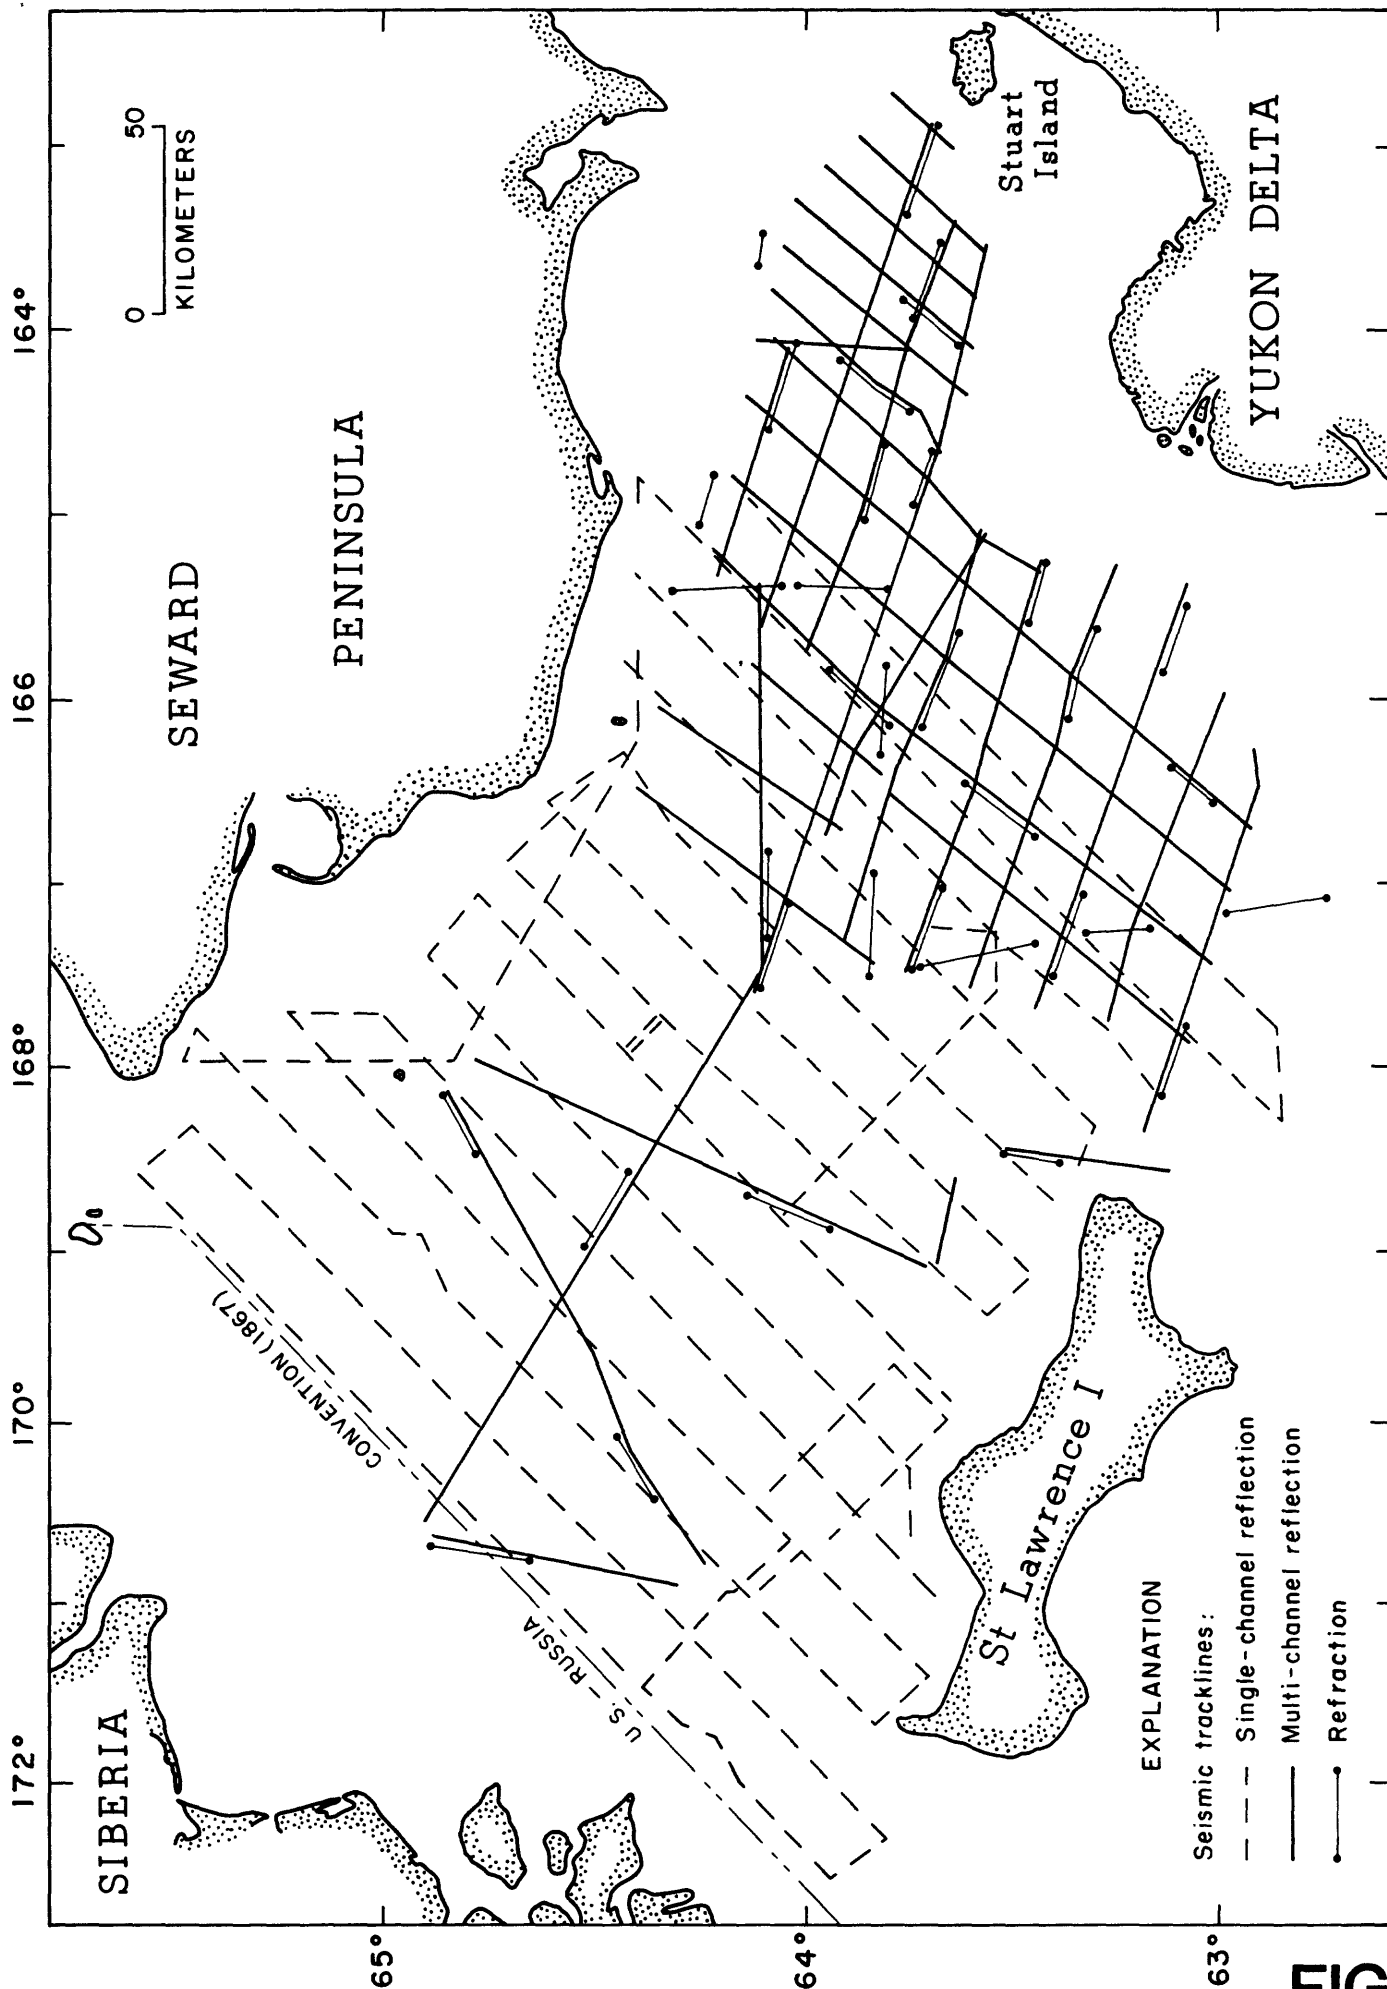 172°
170°
168°
166°
164°
65°
64°
63°
SIBERIA
SEWARD
PENINSULA
0 50
KILOMETERS
CONVENTION (1867)
U.S.
RUSSIA
Stuart
Island
YUKON DELTA
St Lawrence I
EXPLANATION
Seismic tracklines:
Single-channel reflection
Multi-channel reflection
Refraction
FIG